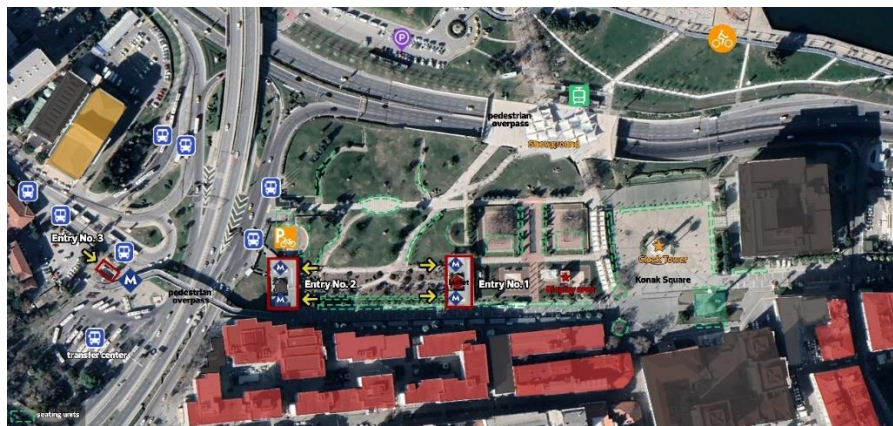 P
pedestrian
overpass
Showground
Entry No. 3
P
M
M
M
Clock Tower
Entry No. 2
Entry No. 1
Konak Square
M
M
M
pedestrian
overpass
transfer center
seating units